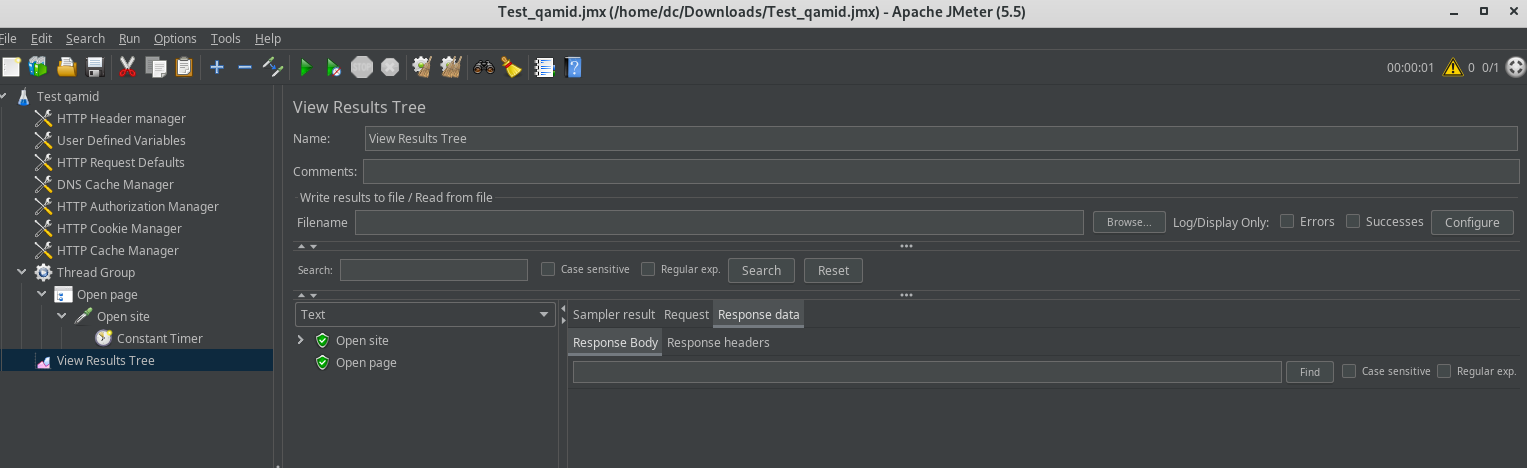 Test_qamid.jmx (/home/dc/Downloads/Test_qamid.jmx) - Apache JMeter (5.5)
File Edit Search Run Options Tools Help
STOP 00:00:01 0 0/1
Test qamid
HTTP Header manager
User Defined Variables
HTTP Request Defaults
DNS Cache Manager
HTTP Authorization Manager
HTTP Cookie Manager
HTTP Cache Manager
Thread Group
Open page
Open site
Constant Timer
View Results Tree
View Results Tree
Name: View Results Tree
Comments:
Write results to file / Read from file
Filename Browse... Log/Display Only: Errors Successes Configure
Search: Case sensitive Regular exp. Search Reset
Text
Open site
Open page
Sampler result Request Response data
Response Body Response headers
Find Case sensitive Regular exp.